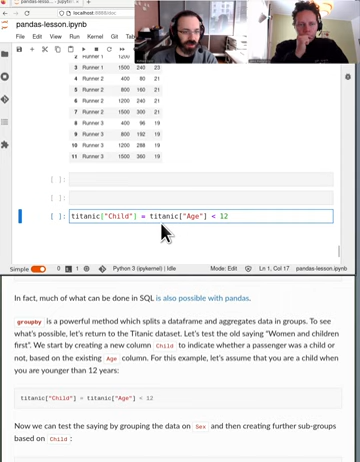 pandas-lesson.ipynb
File Edit View Run Kernel Git Tabs
2 Runner 1 1200
3 Runner 1 1500 240 23
4 Runner 2 400 80 21
5 Runner 2 800 160 21
6 Runner 2 1200 240 21
7 Runner 2 1500 300 21
8 Runner 3 400 96 19
9 Runner 3 800 192 19
10 Runner 3 1200 288 19
11 Runner 3 1500 360 19
[ ]:
[ ]:
[ ]: titanic["Child"] = titanic["Age"] < 12
Simple 0 1 Python 3 (ipykernel) | Idle Mode: Edit Ln 1, Col 17 pandas-lesson.ipynb
In fact, much of what can be done in SQL is also possible with pandas.
groupby is a powerful method which splits a dataframe and aggregates data in groups. To see
what's possible, let's return to the Titanic dataset. Let's test the old saying "Women and children
first". We start by creating a new column Child to indicate whether a passenger was a child or
not, based on the existing Age column. For this example, let's assume that you are a child when
you are younger than 12 years:
titanic["Child"] = titanic["Age"] < 12
Now we can test the saying by grouping the data on Sex and then creating further sub-groups
based on Child :